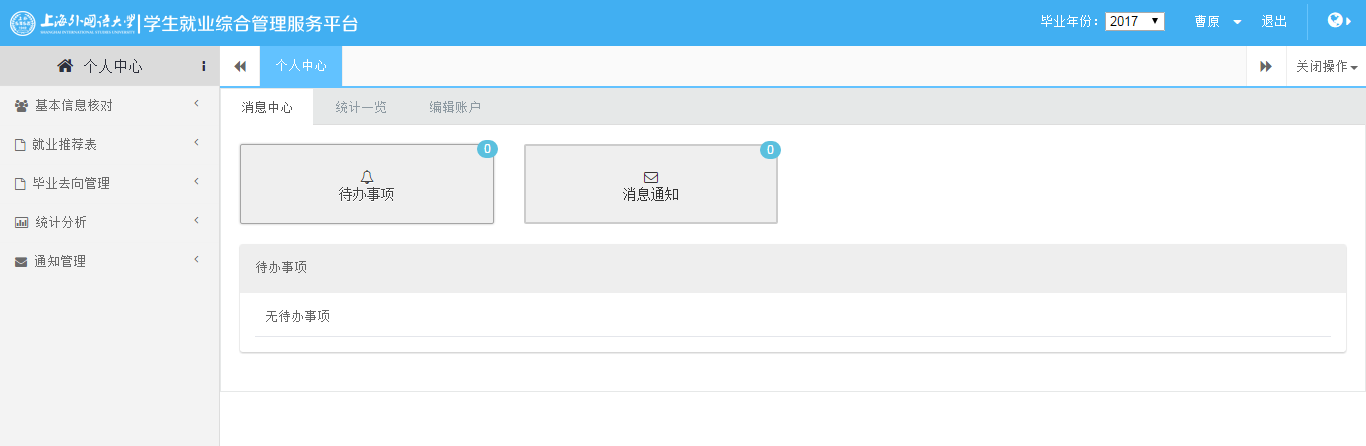 上海外国语大学 学生就业综合管理服务平台 毕业年份： 2017 曹原 退出
SHANGHAI INTERNATIONAL STUDIES UNIVERSITY
个人中心 个人中心 关闭操作
消息中心 统计一览 编辑账户
基本信息核对
就业推荐表
毕业去向管理
统计分析
通知管理
0 0
待办事项 消息通知
待办事项
无待办事项